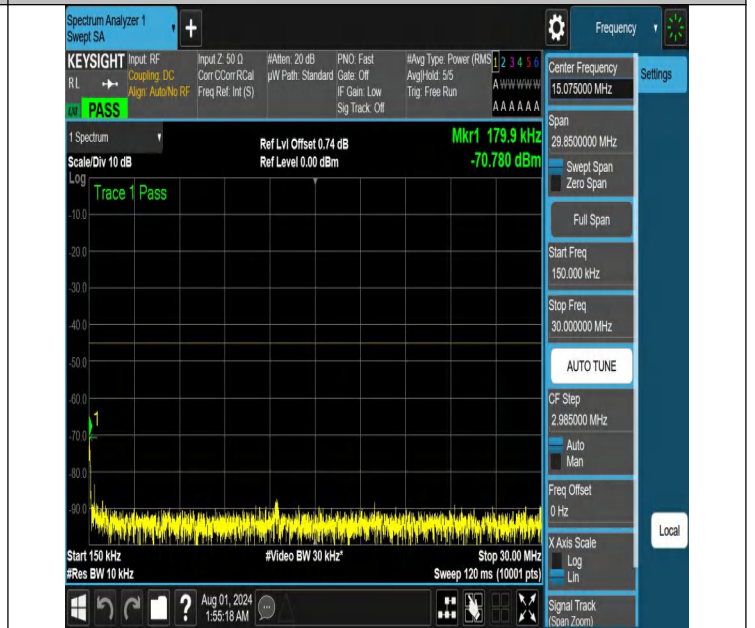 Spectrum Analyzer 1
Swept SA
+
Frequency
KEYSIGHT
RL
PASS
Input: RF
Coupling: DC
Align: Auto/No RF
Input Z: 50 Ω
Corr CCorr RCal
Freq Ref: Int (S)
#Atten: 20 dB
µW Path: Standard
PNO: Fast
Gate: Off
IF Gain: Low
Sig Track: Off
#Avg Type: Power (RMS
Avg|Hold: 5/5
Trig: Free Run
1 2 3 4 5 6
A W W W W W
A A A A A A
1 Spectrum
Scale/Div 10 dB
Ref Lvl Offset 0.74 dB
Ref Level 0.00 dBm
Mkr1 179.9 kHz
-70.780 dBm
Log
Trace 1 Pass
-10.0
-20.0
-30.0
-40.0
-50.0
-60.0
-70.0
-80.0
-90.0
1
Start 150 kHz
#Res BW 10 kHz
#Video BW 30 kHz*
Stop 30.00 MHz
Sweep 120 ms (10001 pts)
?
Aug 01, 2024
1:55:18 AM
Center Frequency
15.075000 MHz
Span
29.8500000 MHz
Swept Span
Zero Span
Full Span
Start Freq
150.000 kHz
Stop Freq
30.000000 MHz
AUTO TUNE
CF Step
2.985000 MHz
Auto
Man
Freq Offset
0 Hz
X Axis Scale
Log
Lin
Signal Track
(Span Zoom)
Settings
Local